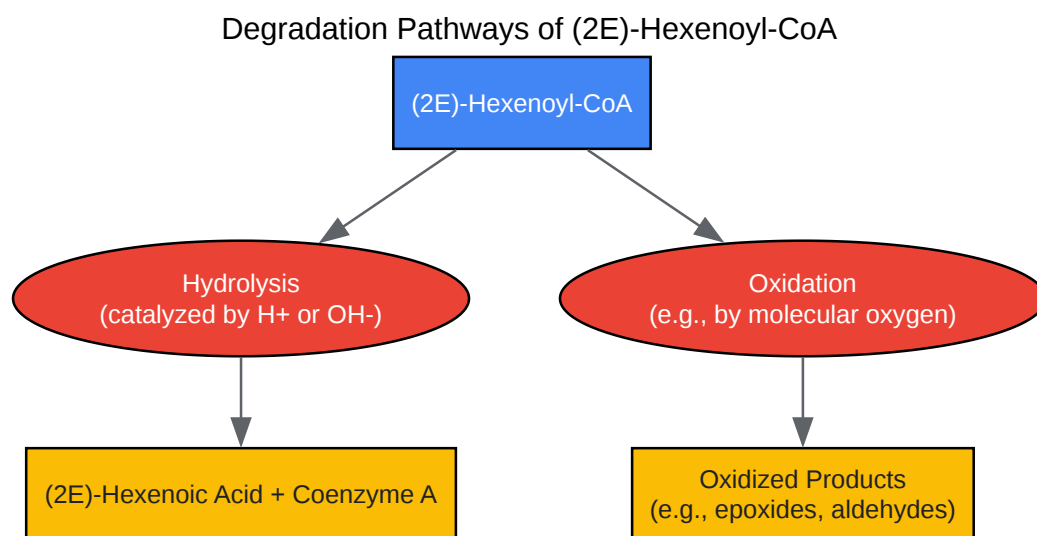 Degradation Pathways of (2E)-Hexenoyl-CoA
(2E)-Hexenoyl-CoA
Hydrolysis
(catalyzed by H+ or OH-)
Oxidation
(e.g., by molecular oxygen)
(2E)-Hexenoic Acid + Coenzyme A
Oxidized Products
(e.g., epoxides, aldehydes)